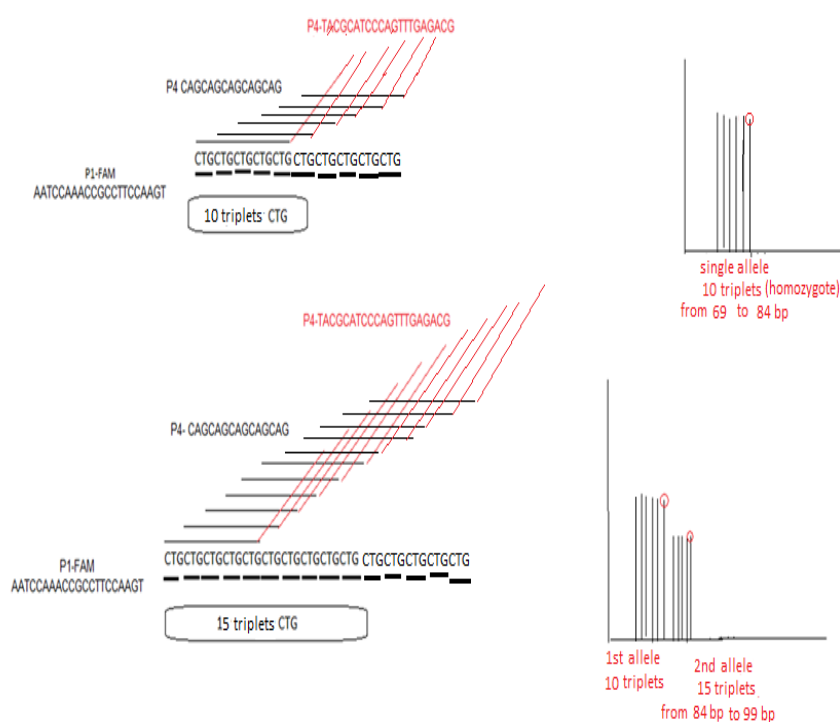 P4-TACGCATCCCAGTTTGAGACG
P4 CAGCAGCAGCAGCAG
CTGCTGCTGCTGCTG CTGCTGCTGCTGCTG
P1-FAM
AATCCAAACCGCCTTCCAAGT
10 triplets CTG
single allele
10 triplets (homozygote)
from 69 to 84 bp
P4-TACGCATCCCAGTTTGAGACG
P4- CAGCAGCAGCAGCAG
CTGCTGCTGCTGCTGCTGCTGCTGCTGCTG CTGCTGCTGCTGCTG
P1-FAM
AATCCAAACCGCCTTCCAAGT
15 triplets CTG
1st allele
10 triplets
2nd allele
15 triplets
from 84 bp to 99 bp